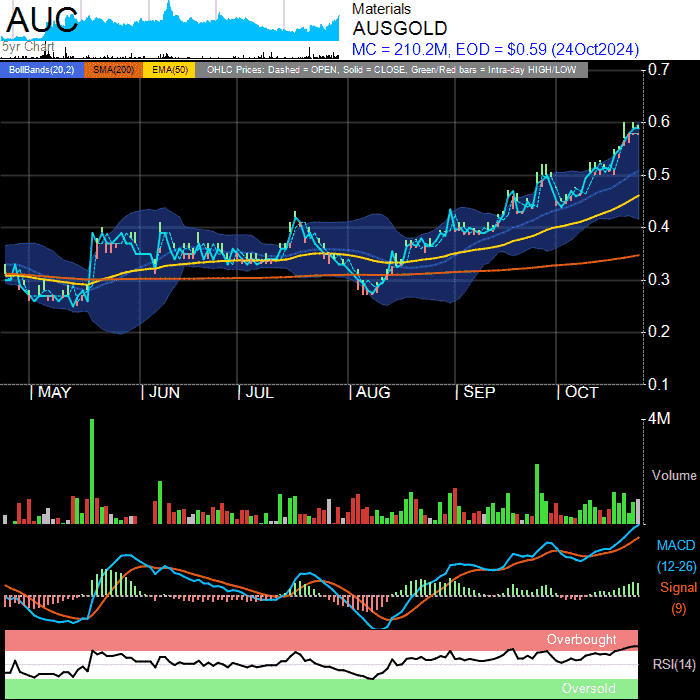 AUC
5yr Chart
Materials
AUSGOLD
MC = 210.2M, EOD = $0.59 (24Oct2024)
BollBands(20,2) SMA(200) EMA(50) OHLC Prices: Dashed = OPEN, Solid = CLOSE, Green/Red bars = Intra-day HIGH/LOW
0.7
0.6
0.5
0.4
0.3
0.2
0.1
MAY JUN JUL AUG SEP OCT
4M
Volume
MACD
(12-26)
Signal
(9)
Overbought
RSI(14)
Oversold